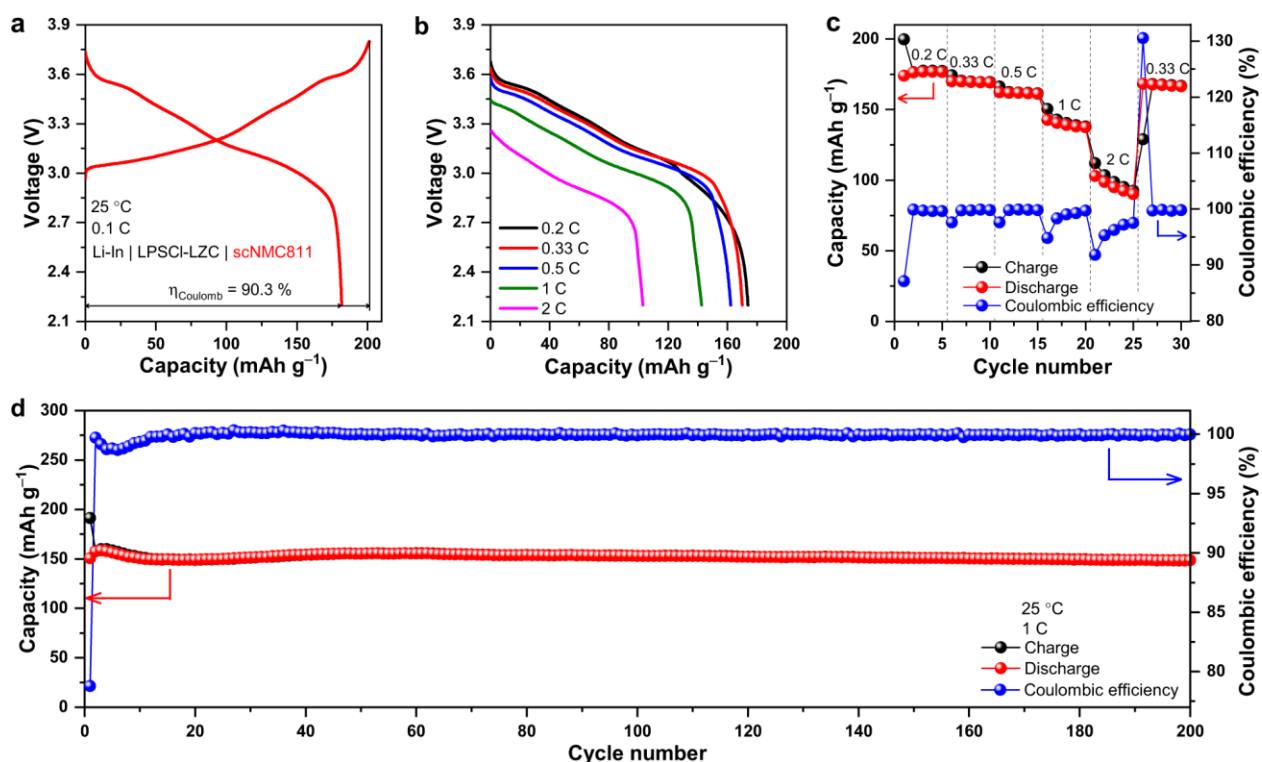 a
3.9
3.6
3.3
3.0
2.7
2.4
2.1
Voltage (V)
25 °C
0.1 C
Li-In | LPSCl-LZC | scNMC811
ηCoulomb = 90.3 %
0 50 100 150 200
Capacity (mAh g⁻¹)
b
3.9
3.6
3.3
3.0
2.7
2.4
2.1
Voltage (V)
0.2 C
0.33 C
0.5 C
1 C
2 C
0 40 80 120 160 200
Capacity (mAh g⁻¹)
c
200
150
100
50
0
Capacity (mAh g⁻¹)
0.2 C
0.33 C
0.5 C
1 C
2 C
0.33 C
Charge
Discharge
Coulombic efficiency
130
120
110
100
90
80
Coulombic efficiency (%)
0 5 10 15 20 25 30
Cycle number
d
300
250
200
150
100
50
0
Capacity (mAh g⁻¹)
25 °C
1 C
Charge
Discharge
Coulombic efficiency
100
95
90
85
80
Coulombic efficiency (%)
0 20 40 60 80 100 120 140 160 180 200
Cycle number